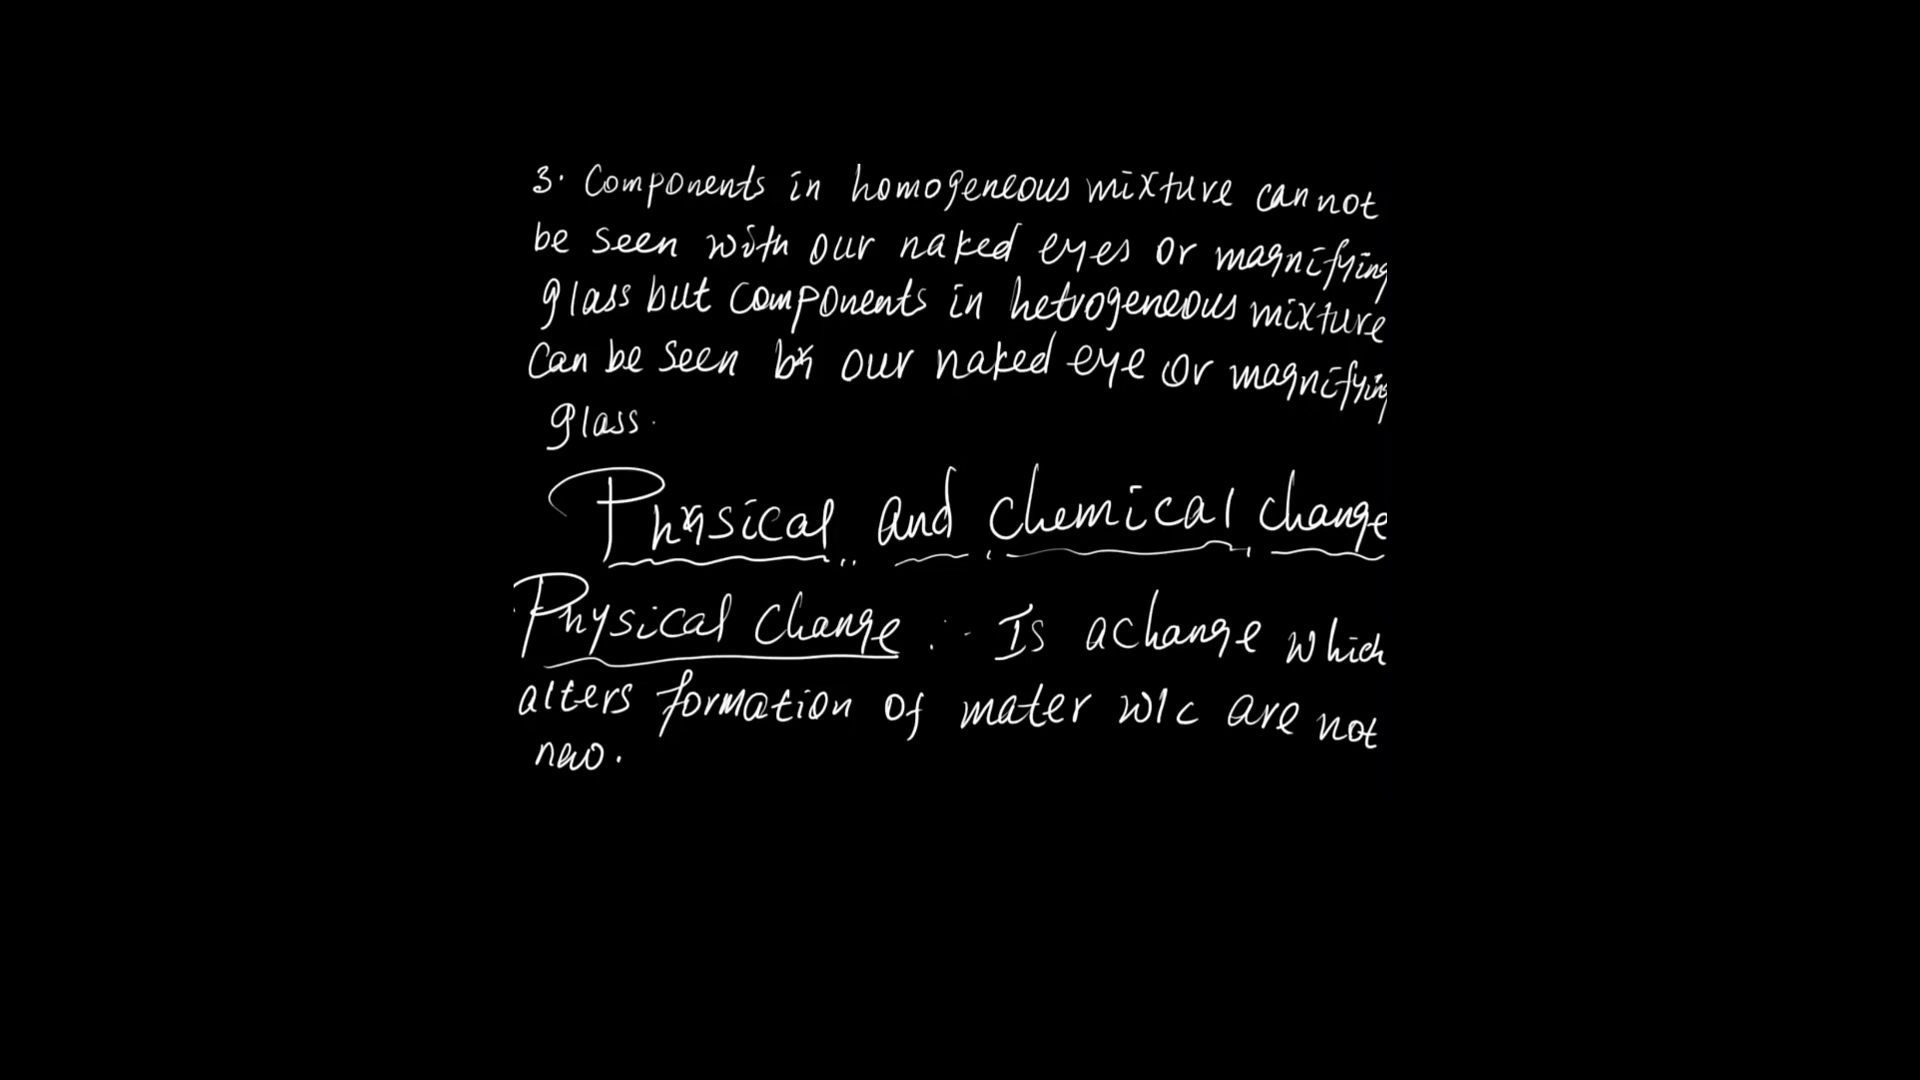 3. Components in homogeneous mixture cannot
be seen with our naked eyes or magnifying
glass but components in hetrogeneous mixture
can be seen by our naked eye or magnifying
glass.
Physical and chemical change
Physical change :- Is a change which
alters formation of mater w/c are not
new.